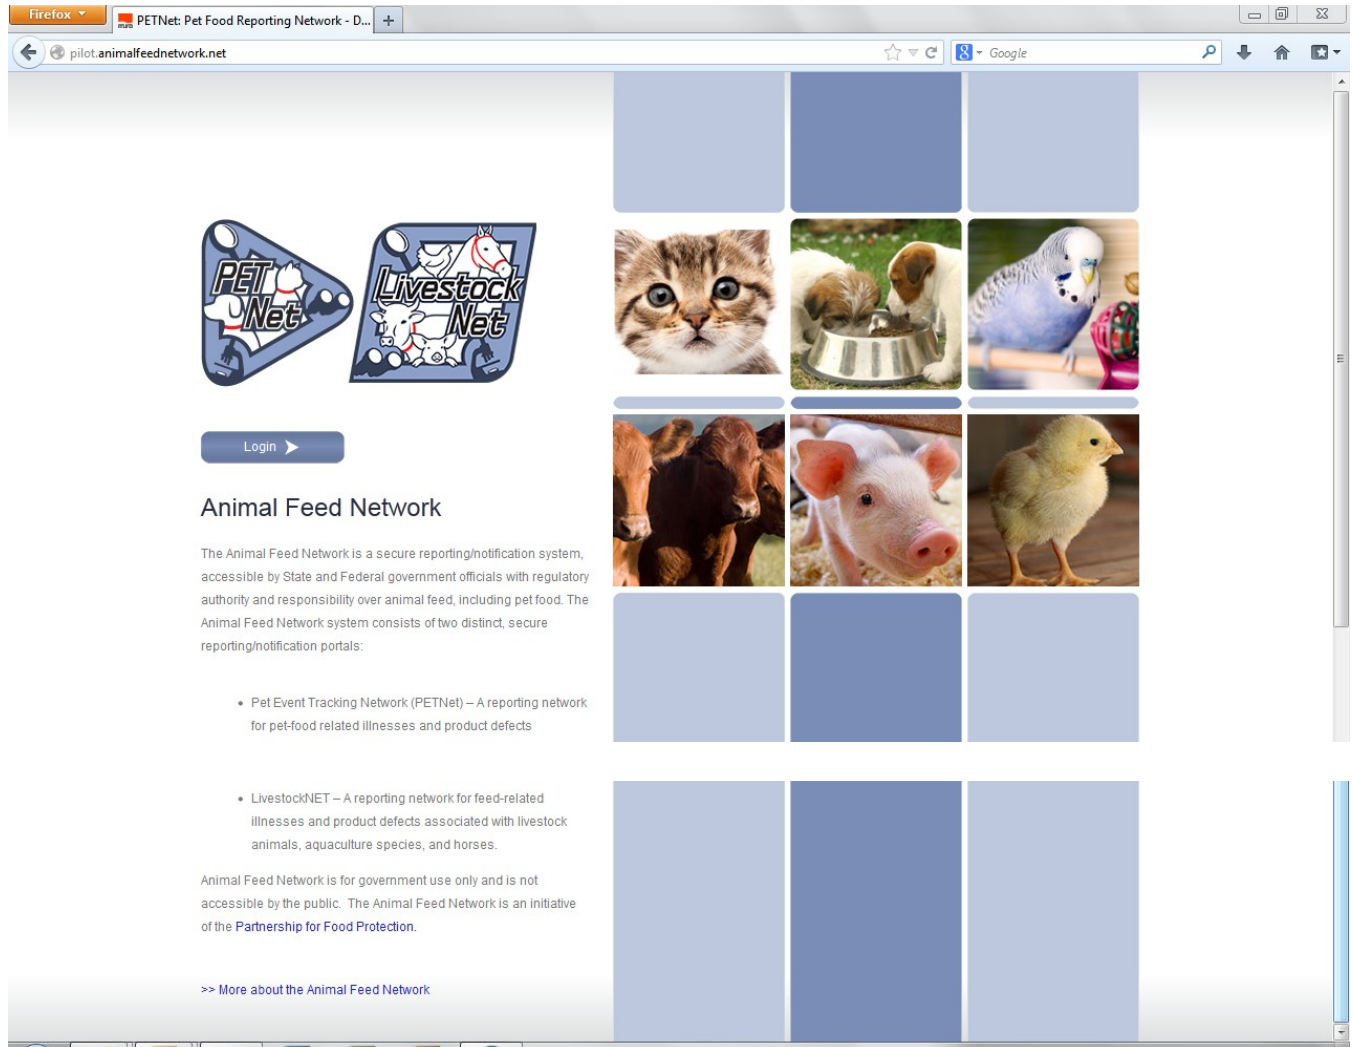 Firefox
PETNet: Pet Food Reporting Network - D...
pilot.animalfeednetwork.net
Google
PET
Net
Livestock
Net
Login
Animal Feed Network
The Animal Feed Network is a secure reporting/notification system,
accessible by State and Federal government officials with regulatory
authority and responsibility over animal feed, including pet food. The
Animal Feed Network system consists of two distinct, secure
reporting/notification portals:
• Pet Event Tracking Network (PETNet) – A reporting network
for pet-food related illnesses and product defects
• LivestockNET – A reporting network for feed-related
illnesses and product defects associated with livestock
animals, aquaculture species, and horses.
Animal Feed Network is for government use only and is not
accessible by the public. The Animal Feed Network is an initiative
of the Partnership for Food Protection.
>> More about the Animal Feed Network